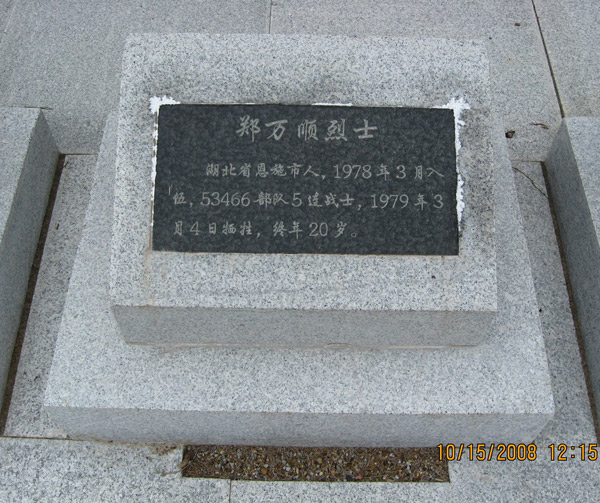 郑万顺烈士
湖北省恩施市人，1978年3月入
伍，53466部队5连战士，1979年3
月4日牺牲，终年20岁。
10/15/2008 12:15